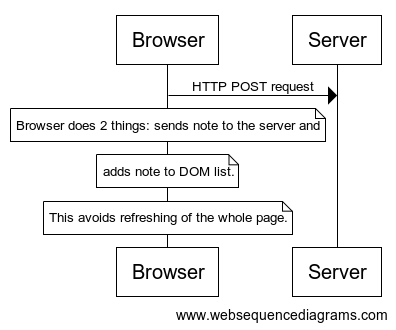 Browser
Server
HTTP POST request
Browser does 2 things: sends note to the server and
adds note to DOM list.
This avoids refreshing of the whole page.
Browser
Server
www.websequencediagrams.com